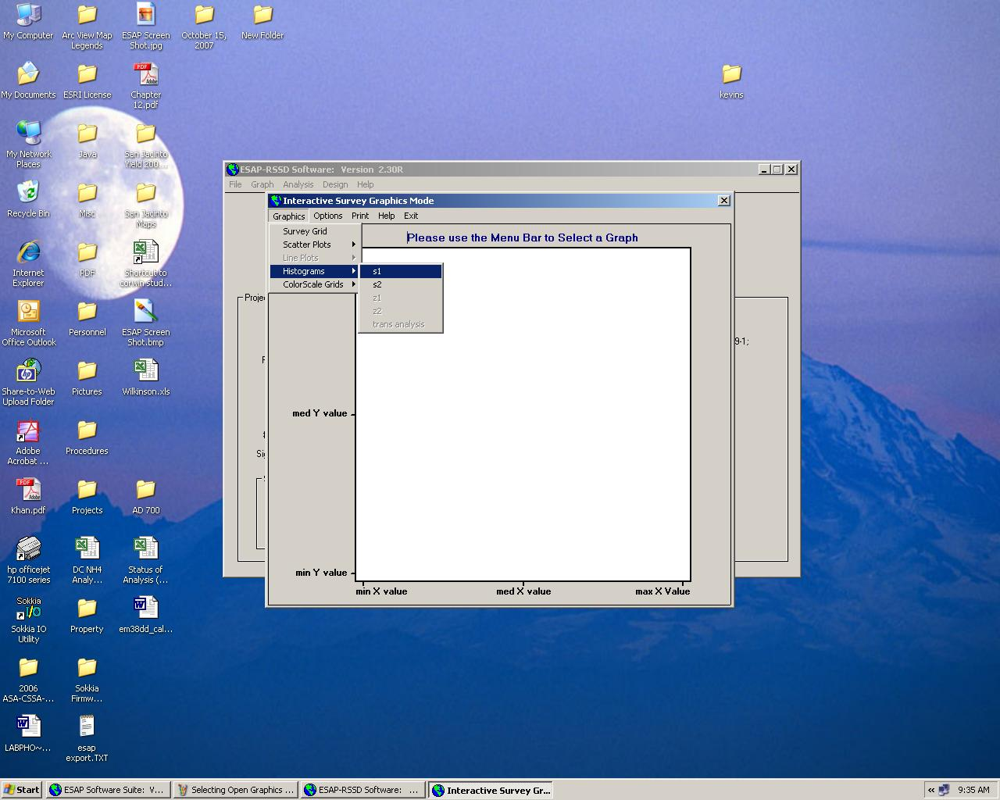 My Computer
Arc View Map
Legends
ESAP Screen
Shot.jpg
October 15,
2007
New Folder
My Documents
ESRI License
Chapter
12.pdf
kevins
My Network
Places
Java
San Jacinto
Yield 200...
Recycle Bin
Misc
San Jacinto
Maps
Internet
Explorer
PDF
Shortcut to
corwin stud...
Microsoft
Office Outlook
Personnel
ESAP Screen
Shot.bmp
Share-to-Web
Upload Folder
Pictures
Wilkinson.xls
Adobe
Acrobat ...
Procedures
Khan.pdf
Projects
AD 700
hp officejet
7100 series
DC NH4
Analy...
Status of
Analysis (...
Sokkia
I/O
Sokkia IO
Utility
Property
em38dd_cal...
2006
ASA-CSSA-...
Sokkia
Firmw...
LABPHO~...
esap
export.TXT
ESAP-RSSD Software: Version 2.30R
File Graph Analysis Design Help
Interactive Survey Graphics Mode
Graphics Options Print Help Exit
Survey Grid
Scatter Plots
Line Plots
Histograms
ColorScale Grids
s1
s2
z1
z2
trans analysis
Please use the Menu Bar to Select a Graph
med Y value
min Y value
min X value med X value max X Value
9-1;
Start
ESAP Software Suite: V...
Selecting Open Graphics ...
ESAP-RSSD Software: ...
Interactive Survey Gr...
9:35 AM